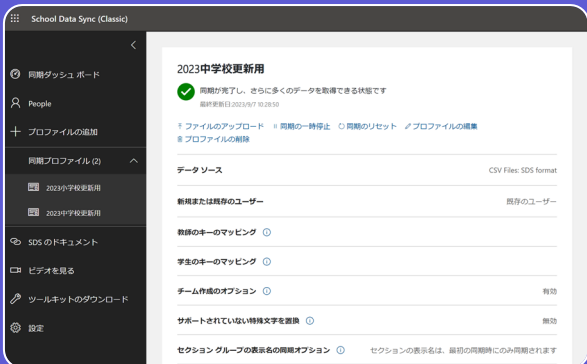 School Data Sync (Classic)
同期ダッシュ ボード
People
プロファイルの追加
同期プロファイル (2)
2023小学校更新用
2023中学校更新用
SDS のドキュメント
ビデオを見る
ツールキットのダウンロード
設定
2023中学校更新用
同期が完了し、さらに多くのデータを取得できる状態です
最終更新日:2023/9/7 10:28:50
ファイルのアップロード 同期の一時停止 同期のリセット プロファイルの編集
プロファイルの削除
データ ソース CSV Files: SDS format
新規または既存のユーザー 既存のユーザー
教師のキーのマッピング
学生のキーのマッピング
チーム作成のオプション 有効
サポートされていない特殊文字を置換 無効
セクション グループの表示名の同期オプション セクションの表示名は、最初の同期時にのみ同期されます